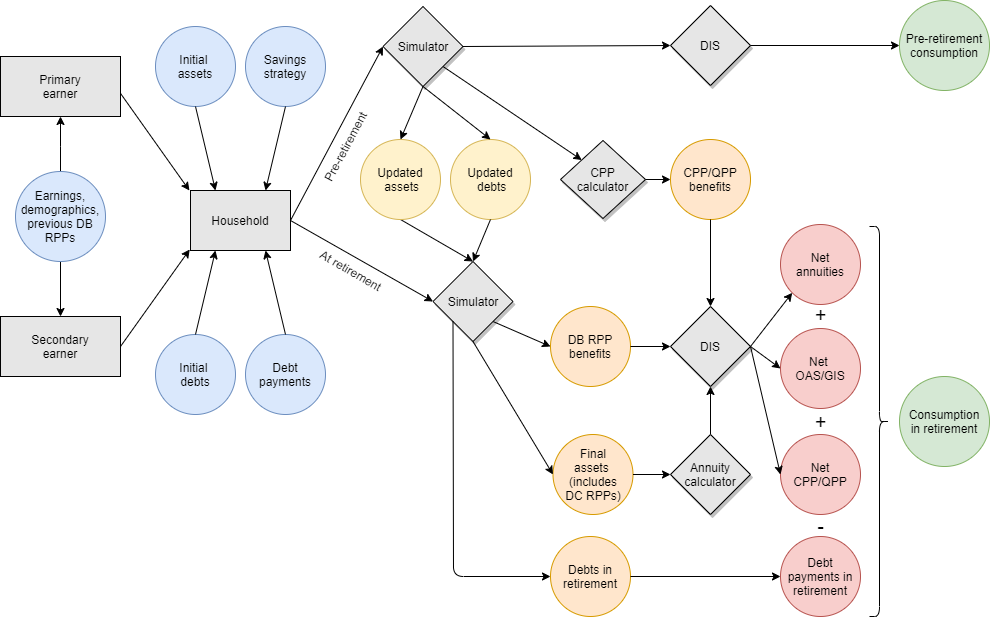 Primary
earner
Earnings,
demographics,
previous DB
RPPs
Secondary
earner
Initial
assets
Savings
strategy
Household
Initial
debts
Debt
payments
Pre-retirement
At retirement
Simulator
DIS
Pre-retirement
consumption
Updated
assets
Updated
debts
CPP
calculator
CPP/QPP
benefits
Simulator
DB RPP
benefits
DIS
Final
assets
(includes
DC RPPs)
Annuity
calculator
Debts in
retirement
Net
annuities
+
Net
OAS/GIS
+
Net
CPP/QPP
-
Debt
payments in
retirement
Consumption
in retirement